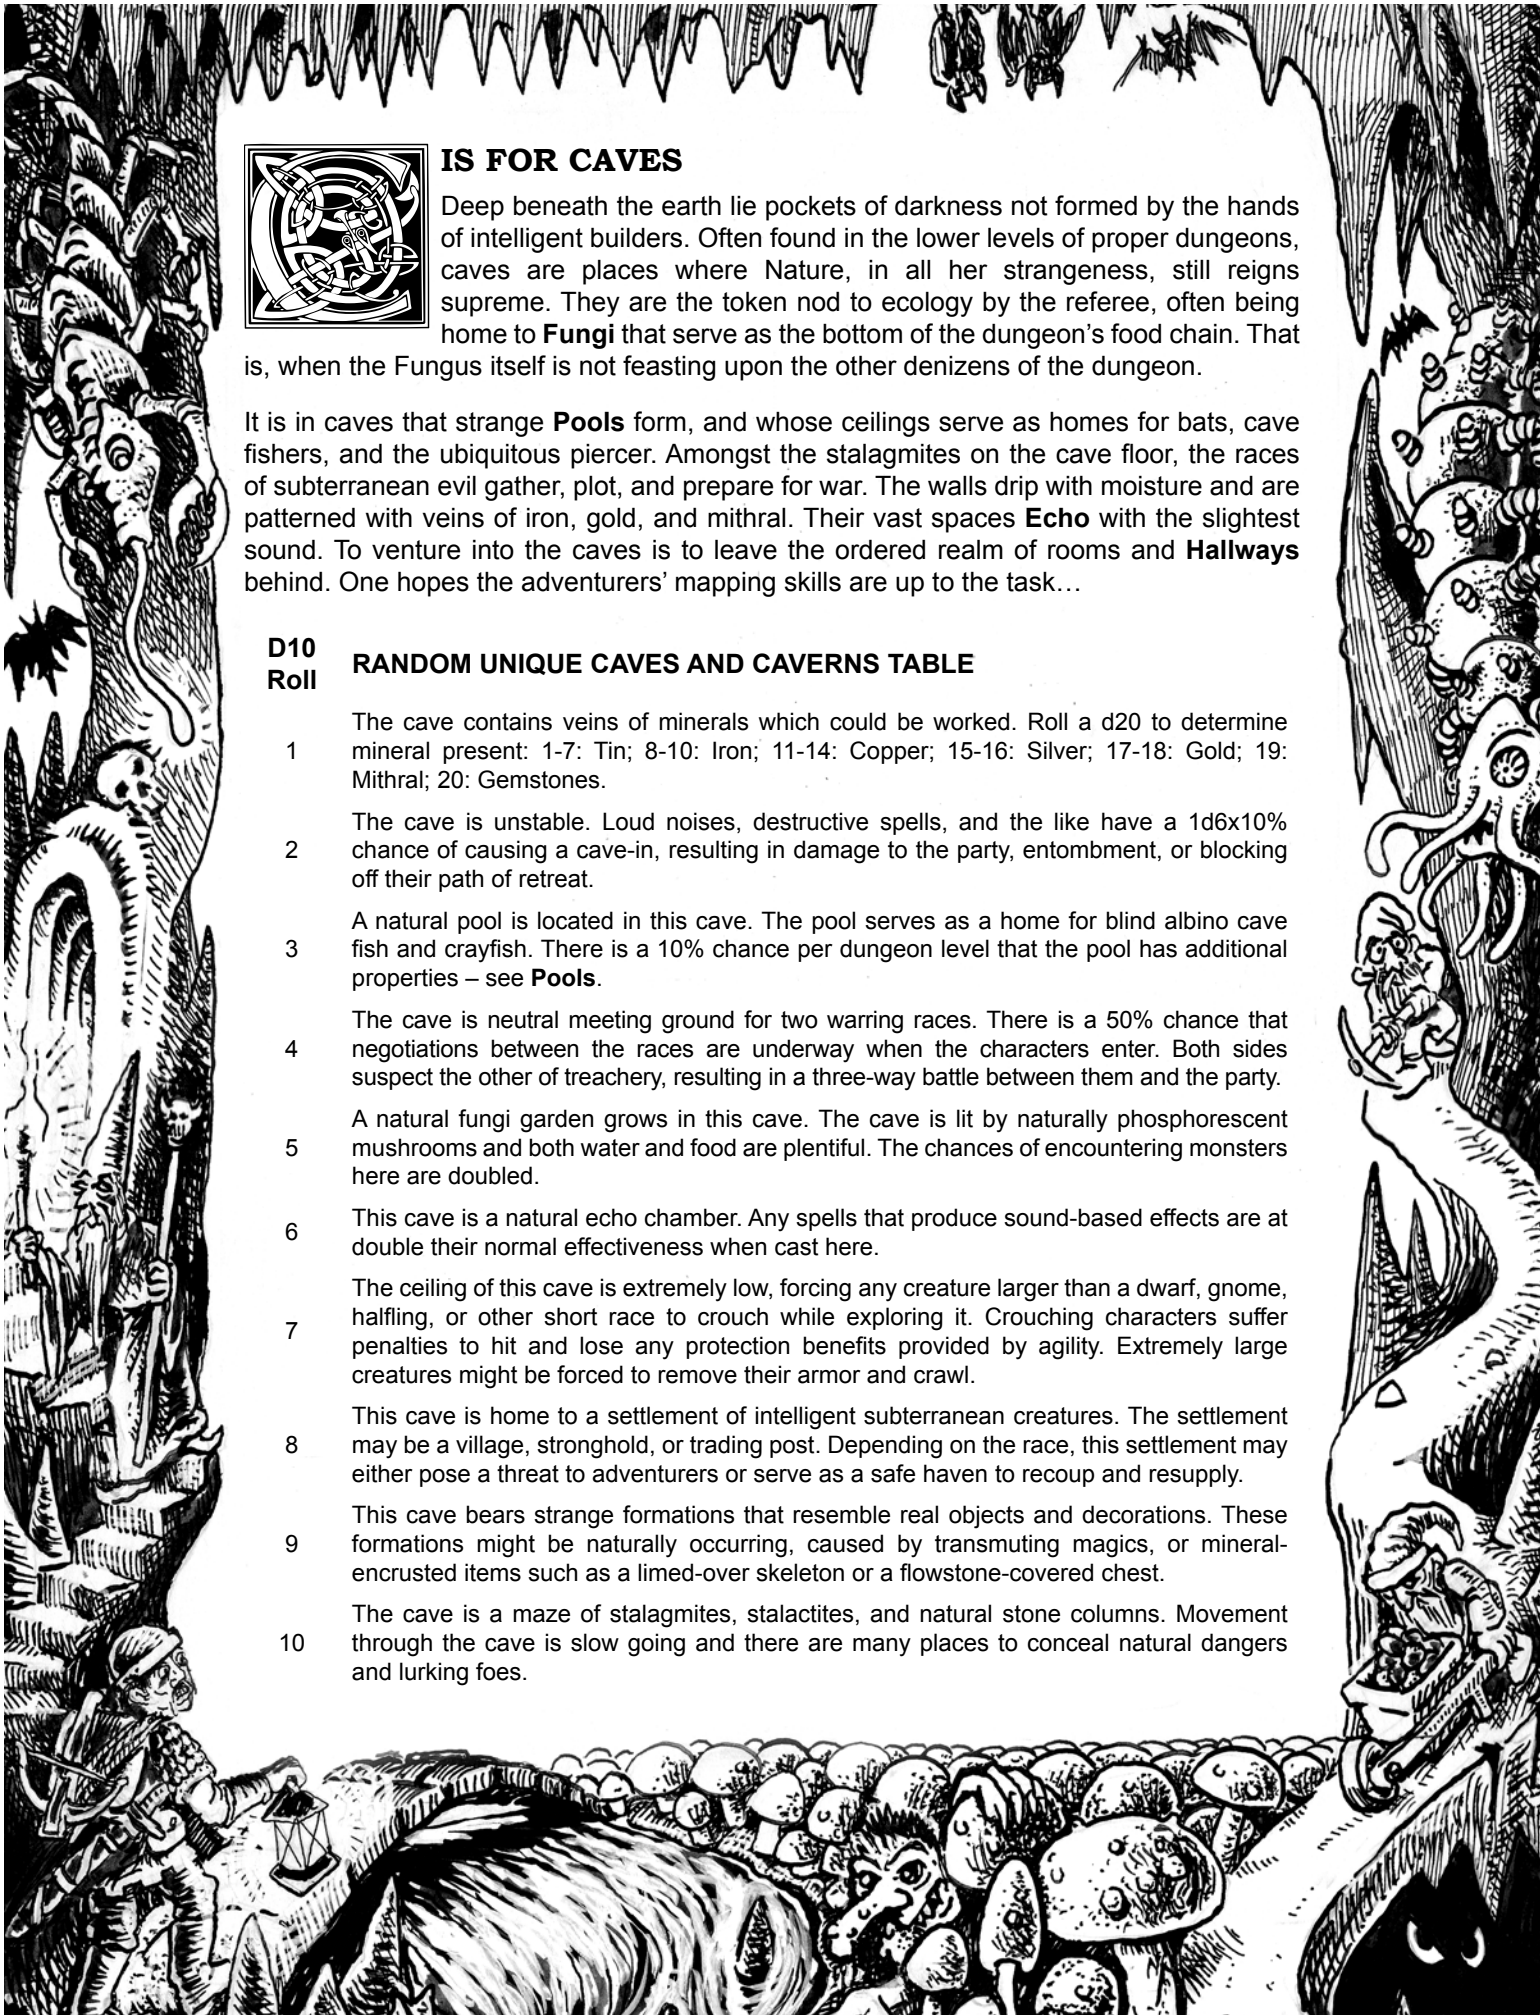 C IS FOR CAVES
Deep beneath the earth lie pockets of darkness not formed by the hands
of intelligent builders. Often found in the lower levels of proper dungeons,
caves are places where Nature, in all her strangeness, still reigns
supreme. They are the token nod to ecology by the referee, often being
home to Fungi that serve as the bottom of the dungeon’s food chain. That
is, when the Fungus itself is not feasting upon the other denizens of the dungeon.
It is in caves that strange Pools form, and whose ceilings serve as homes for bats, cave
fishers, and the ubiquitous piercer. Amongst the stalagmites on the cave floor, the races
of subterranean evil gather, plot, and prepare for war. The walls drip with moisture and are
patterned with veins of iron, gold, and mithral. Their vast spaces Echo with the slightest
sound. To venture into the caves is to leave the ordered realm of rooms and Hallways
behind. One hopes the adventurers’ mapping skills are up to the task…
D10
Roll
RANDOM UNIQUE CAVES AND CAVERNS TABLE
1
The cave contains veins of minerals which could be worked. Roll a d20 to determine
mineral present: 1-7: Tin; 8-10: Iron; 11-14: Copper; 15-16: Silver; 17-18: Gold; 19:
Mithral; 20: Gemstones.
2
The cave is unstable. Loud noises, destructive spells, and the like have a 1d6x10%
chance of causing a cave-in, resulting in damage to the party, entombment, or blocking
off their path of retreat.
3
A natural pool is located in this cave. The pool serves as a home for blind albino cave
fish and crayfish. There is a 10% chance per dungeon level that the pool has additional
properties – see Pools.
4
The cave is neutral meeting ground for two warring races. There is a 50% chance that
negotiations between the races are underway when the characters enter. Both sides
suspect the other of treachery, resulting in a three-way battle between them and the party.
5
A natural fungi garden grows in this cave. The cave is lit by naturally phosphorescent
mushrooms and both water and food are plentiful. The chances of encountering monsters
here are doubled.
6
This cave is a natural echo chamber. Any spells that produce sound-based effects are at
double their normal effectiveness when cast here.
7
The ceiling of this cave is extremely low, forcing any creature larger than a dwarf, gnome,
halfling, or other short race to crouch while exploring it. Crouching characters suffer
penalties to hit and lose any protection benefits provided by agility. Extremely large
creatures might be forced to remove their armor and crawl.
8
This cave is home to a settlement of intelligent subterranean creatures. The settlement
may be a village, stronghold, or trading post. Depending on the race, this settlement may
either pose a threat to adventurers or serve as a safe haven to recoup and resupply.
9
This cave bears strange formations that resemble real objects and decorations. These
formations might be naturally occurring, caused by transmuting magics, or mineral-
encrusted items such as a limed-over skeleton or a flowstone-covered chest.
10
The cave is a maze of stalagmites, stalactites, and natural stone columns. Movement
through the cave is slow going and there are many places to conceal natural dangers
and lurking foes.